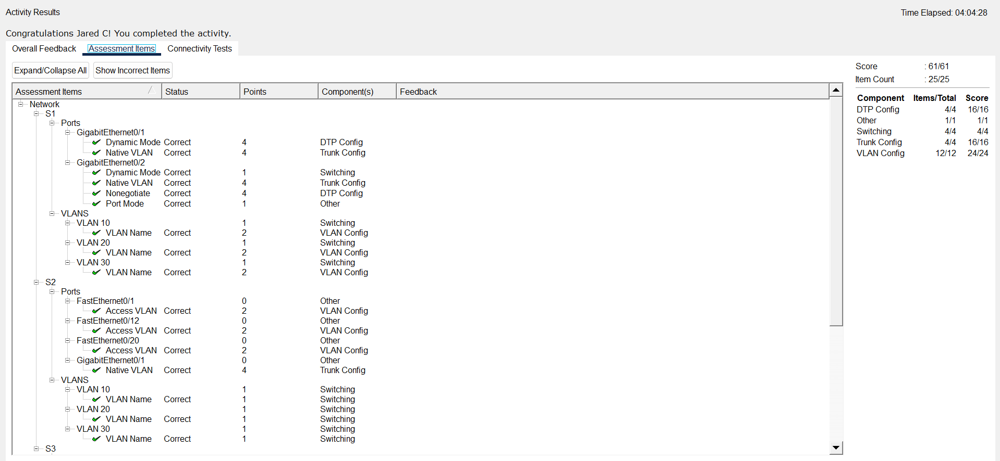 Activity Results
Time Elapsed: 04:04:28
Congratulations Jared C! You completed the activity.
Overall Feedback Assessment Items Connectivity Tests
Expand/Collapse All Show Incorrect Items
Assessment Items Status Points Component(s) Feedback
Network
S1
Ports
GigabitEthernet0/1
Dynamic Mode Correct 4 DTP Config
Native VLAN Correct 4 Trunk Config
GigabitEthernet0/2
Dynamic Mode Correct 1 Switching
Native VLAN Correct 4 Trunk Config
Nonegotiate Correct 4 DTP Config
Port Mode Correct 1 Other
VLANS
VLAN 10 1 Switching
VLAN Name Correct 2 VLAN Config
VLAN 20 1 Switching
VLAN Name Correct 2 VLAN Config
VLAN 30 1 Switching
VLAN Name Correct 2 VLAN Config
S2
Ports
FastEthernet0/1 0 Other
Access VLAN Correct 2 VLAN Config
FastEthernet0/12 0 Other
Access VLAN Correct 2 VLAN Config
FastEthernet0/20 0 Other
Access VLAN Correct 2 VLAN Config
GigabitEthernet0/1 0 Other
Native VLAN Correct 4 Trunk Config
VLANS
VLAN 10 1 Switching
VLAN Name Correct 1 Switching
VLAN 20 1 Switching
VLAN Name Correct 1 Switching
VLAN 30 1 Switching
VLAN Name Correct 1 Switching
S3
Score : 61/61
Item Count : 25/25
Component Items/Total Score
DTP Config 4/4 16/16
Other 1/1 1/1
Switching 4/4 4/4
Trunk Config 4/4 16/16
VLAN Config 12/12 24/24